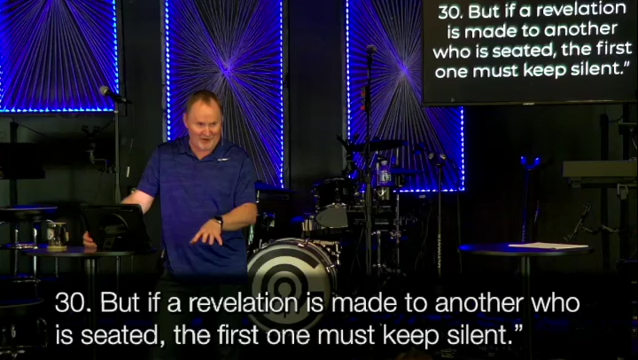 30. But if a revelation
is made to another
who is seated, the first
one must keep silent.”
30. But if a revelation is made to another who
is seated, the first one must keep silent.”